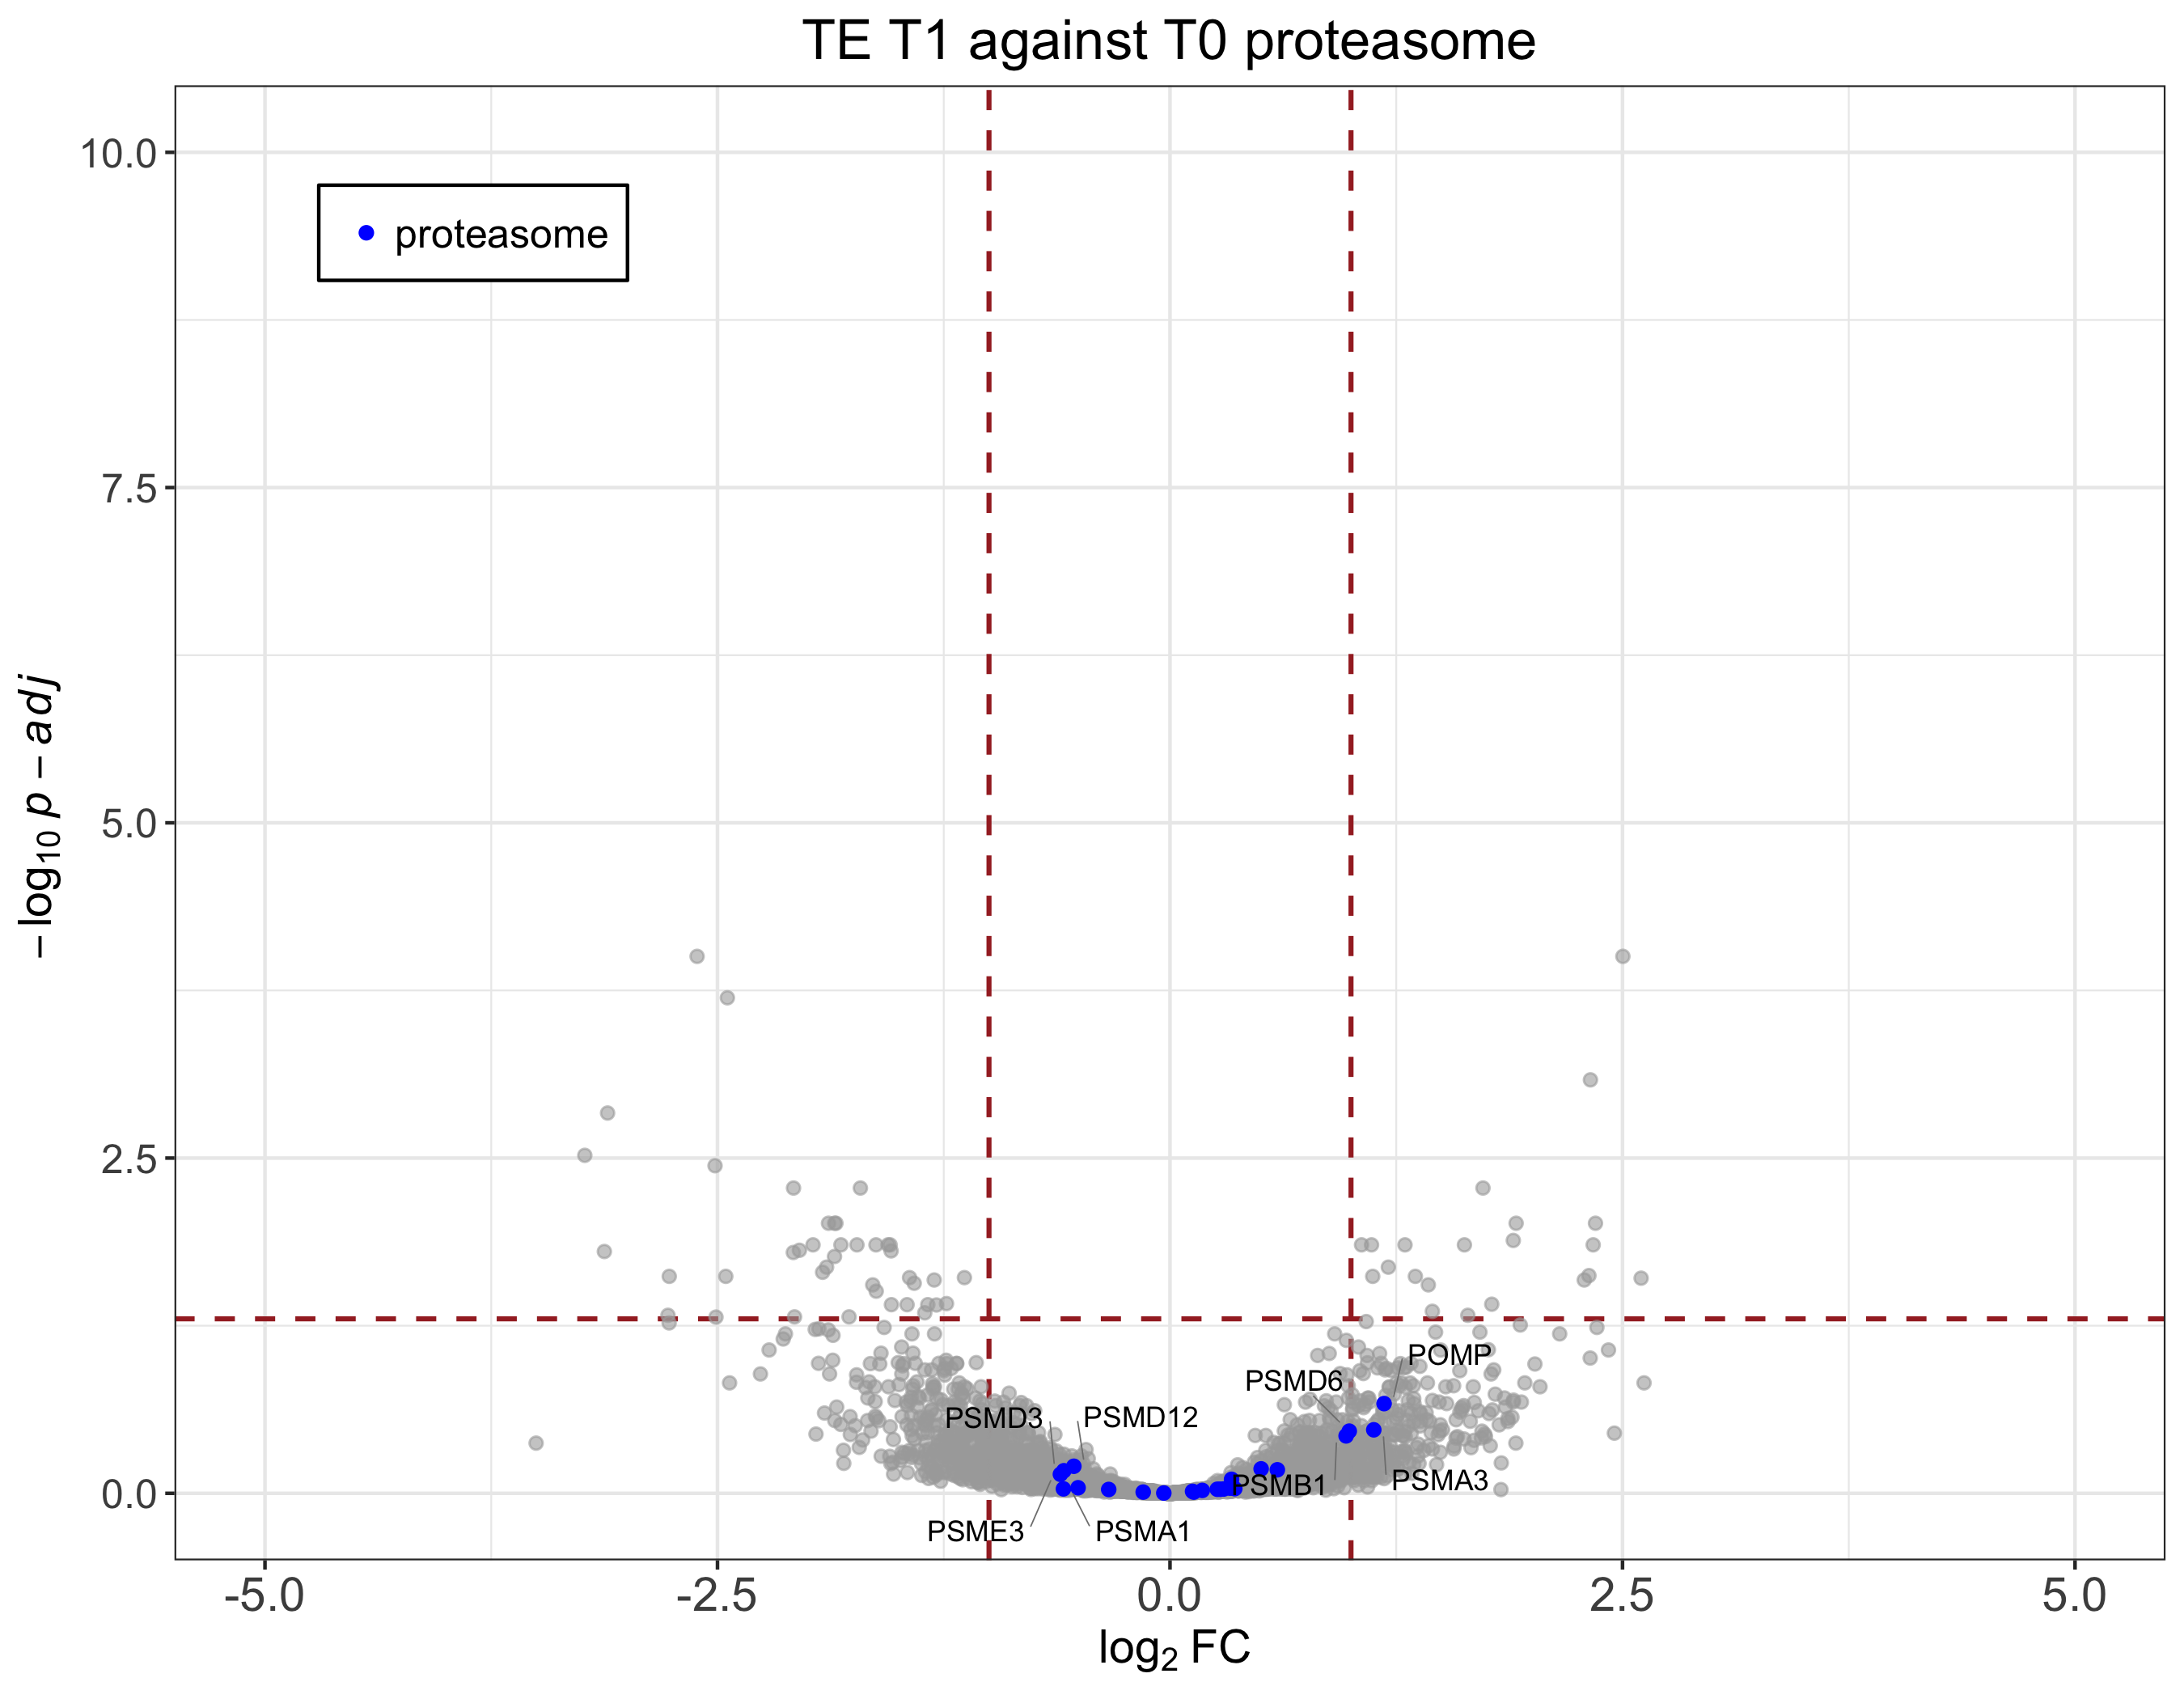 TE T1 against T0 proteasome
10.0
proteasome
7.5
5.0
2.5
0.0
−log10 p − adj
POMP
PSMD6
PSMD3
PSMD12
PSMB1
PSMA3
PSME3
PSMA1
-5.0
-2.5
0.0
2.5
5.0
log2 FC